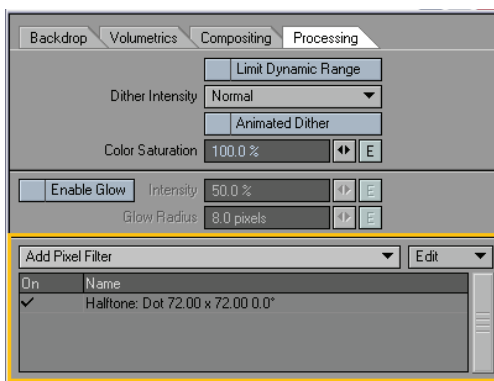 Backdrop Volumetrics Compositing Processing
Limit Dynamic Range
Dither Intensity Normal
Animated Dither
Color Saturation 100.0 % E
Enable Glow Intensity 50.0 % E
Glow Radius 8.0 pixels E
Add Pixel Filter Edit
On Name
Halftone: Dot 72.00 x 72.00 0.0°